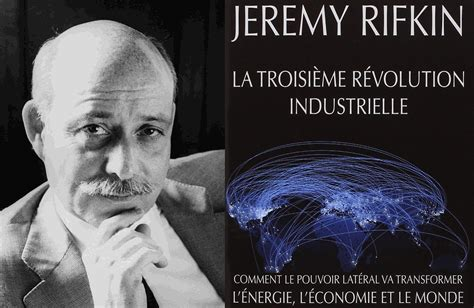 JEREMY RIFKIN
LA TROISIÈME RÉVOLUTION
INDUSTRIELLE
COMMENT LE POUVOIR LATÉRAL VA TRANSFORMER
L'ÉNERGIE, L'ÉCONOMIE ET LE MONDE